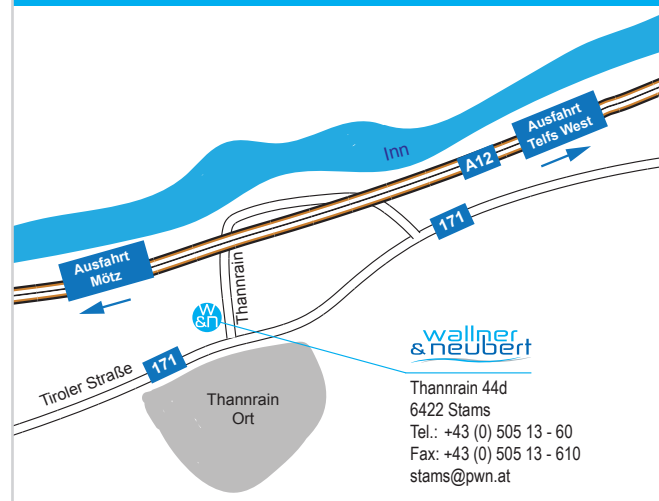 Inn
Ausfahrt
Telfs West
A12
171
Ausfahrt
Mötz
Thannrain
w
&n
171
Tiroler Straße
Thannrain
Ort
wallner
&neubert
Thannrain 44d
6422 Stams
Tel.: +43 (0) 505 13 - 60
Fax: +43 (0) 505 13 - 610
stams@pwn.at